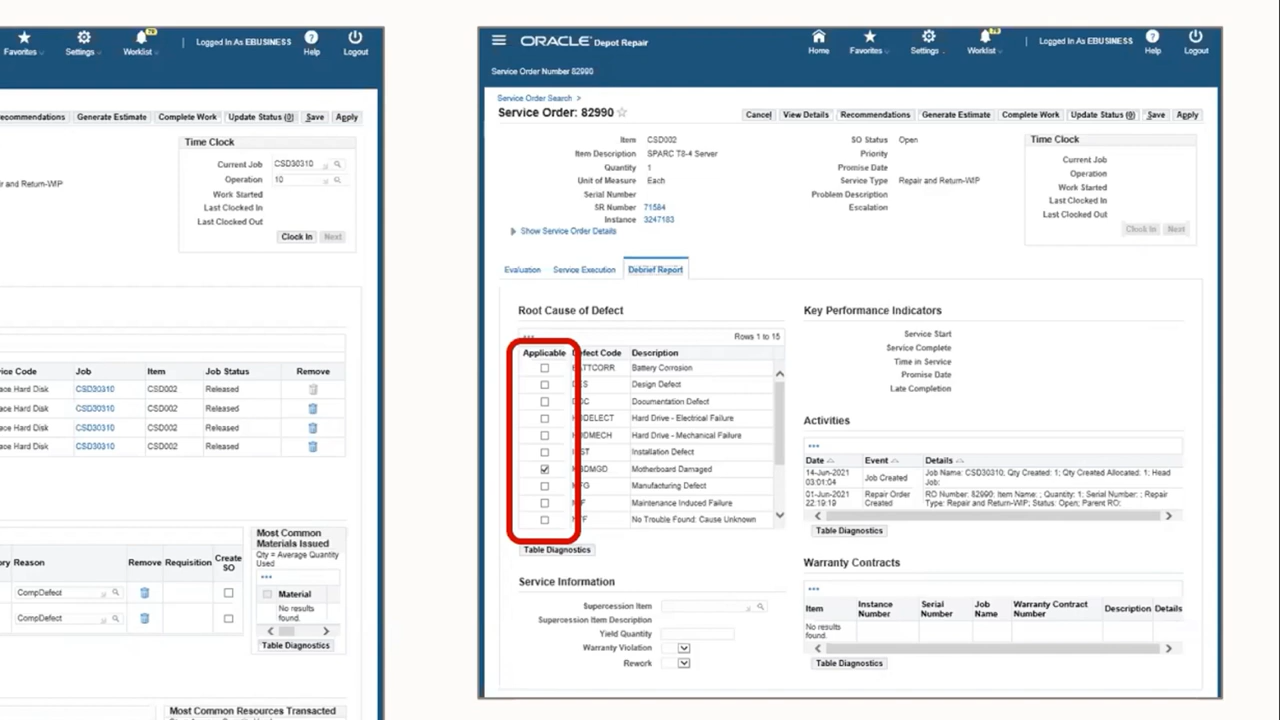 Favorites
Settings
Worklist
79
Logged In As EBUSINESS
Help
Logout
Generate Estimate
Complete Work
Update Status (0)
Save
Apply
Time Clock
Current Job CSD30310
Operation 10
Work Started
Last Clocked In
Last Clocked Out
Clock In Next
Job Item Job Status Remove
Hard Disk CSD30310 CSD002 Released
Hard Disk CSD30310 CSD002 Released
Hard Disk CSD30310 CSD002 Released
Hard Disk CSD30310 CSD002 Released
Reason Remove Requisition Create SO
CompDefect
CompDefect
Most Common
Materials Issued
Qty = Average Quantity
Used
Material
No results
found.
Table Diagnostics
Most Common Resources Transacted
ORACLE Depot Repair
Home
Favorites
Settings
Worklist
79
Logged In As EBUSINESS
Help
Logout
Service Order Number 82990
Service Order Search >
Service Order: 82990
Cancel View Details Recommendations Generate Estimate Complete Work Update Status (0) Save Apply
Item CSD002
Item Description SPARC T8-4 Server
Quantity 1
Unit of Measure Each
Serial Number
SR Number 71584
Instance 3247183
Show Service Order Details
SO Status Open
Priority
Promise Date
Service Type Repair and Return-WIP
Problem Description
Escalation
Time Clock
Current Job
Operation
Work Started
Last Clocked In
Last Clocked Out
Clock In Next
Evaluation Service Execution Debrief Report
Root Cause of Defect
Rows 1 to 15
Applicable Defect Code Description
Battery Corrosion
Design Defect
Documentation Defect
Hard Drive - Electrical Failure
Hard Drive - Mechanical Failure
Installation Defect
Motherboard Damaged
Manufacturing Defect
Maintenance Induced Failure
No Trouble Found: Cause Unknown
Table Diagnostics
Service Information
Supercession Item
Supercession Item Description
Yield Quantity
Warranty Violation
Rework
Key Performance Indicators
Service Start
Service Complete
Time in Service
Promise Date
Late Completion
Activities
Date Event Details
14-Jun-2021 03:01:04 Job Created Job Name: CSD30310; Qty Created: 1; Qty Created Allocated. 1; Head Job:
01-Jun-2021 22:19:19 Repair Order Created RO Number: 82990: Item Name: ; Quantity: 1; Serial Number: ; Repair Type: Repair and Return-WIP; Status: Open; Parent RO;
Table Diagnostics
Warranty Contracts
Item Instance Number Serial Number Job Name Warranty Contract Number Description Details
No results found.
Table Diagnostics